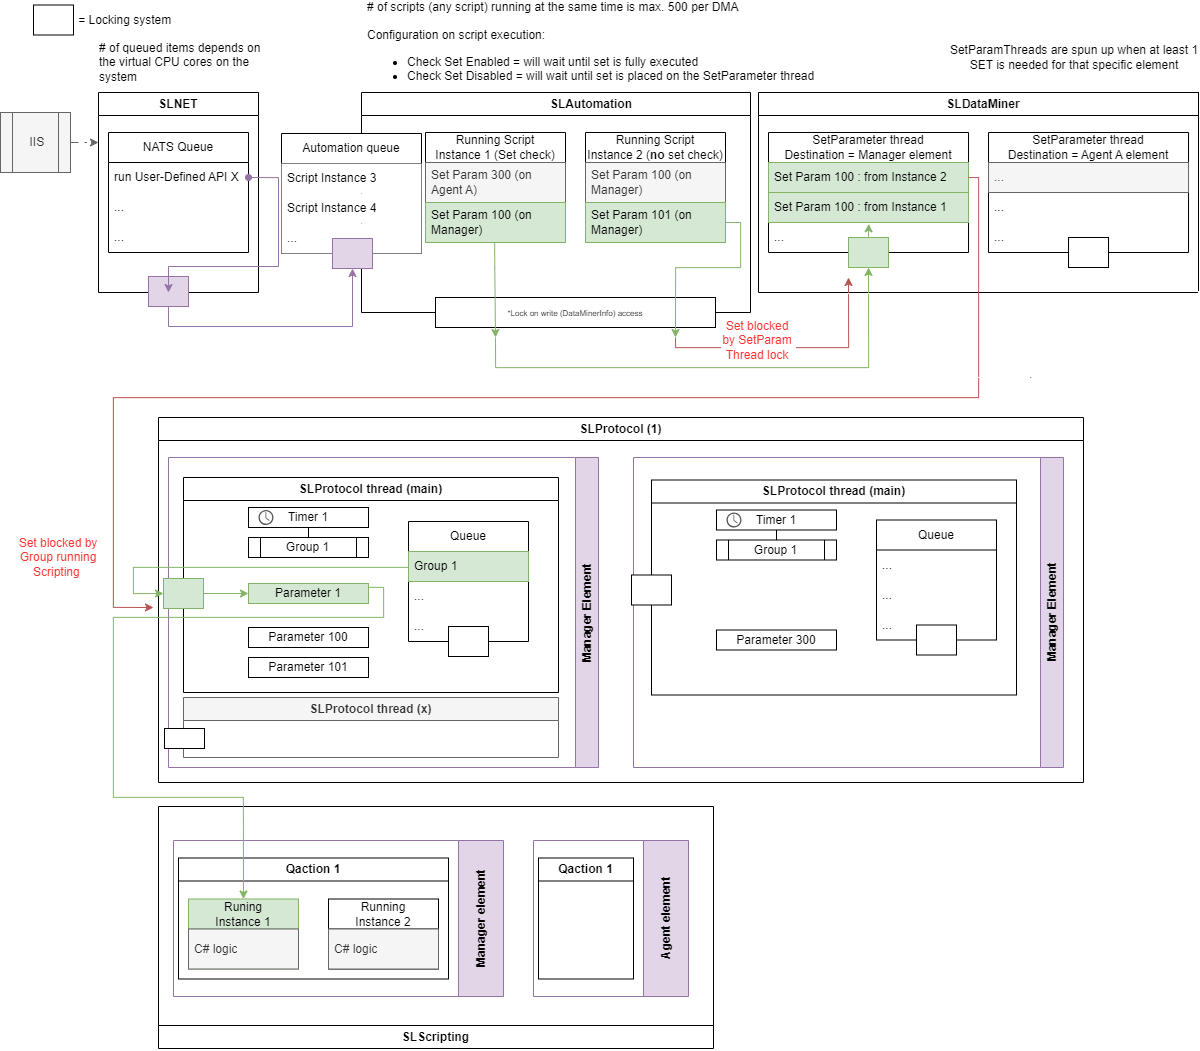 # of scripts (any script) running at the same time is max. 500 per DMA
= Locking system
Configuration on script execution:
# of queued items depends on
the virtual CPU cores on the
system
• Check Set Enabled = will wait until set is fully executed
• Check Set Disabled = will wait until set is placed on the SetParameter thread
SetParamThreads are spun up when at least 1
SET is needed for that specific element
SLNET
SLAutomation
SLDataMiner
IIS
NATS Queue
run User-Defined API X
...
...
Automation queue
Script Instance 3
Script Instance 4
...
Running Script
Instance 1 (Set check)
Set Param 300 (on
Agent A)
Set Param 100 (on
Manager)
Running Script
Instance 2 (no set check)
Set Param 100 (on
Manager)
Set Param 101 (on
Manager)
SetParameter thread
Destination = Manager element
Set Param 100 : from Instance 2
Set Param 100 : from Instance 1
...
SetParameter thread
Destination = Agent A element
...
...
...
*Lock on write (DataMinerInfo) access
Set blocked
by SetParam
Thread lock
SLProtocol (1)
SLProtocol thread (main)
Timer 1
Group 1
Queue
Group 1
...
...
Parameter 1
Parameter 100
Parameter 101
SLProtocol thread (x)
Manager Element
Set blocked by
Group running
Scripting
SLProtocol thread (main)
Timer 1
Group 1
Queue
...
...
...
Parameter 300
Manager Element
Qaction 1
Runing
Instance 1
C# logic
Running
Instance 2
C# logic
Manager element
Qaction 1
Agent element
SLScripting